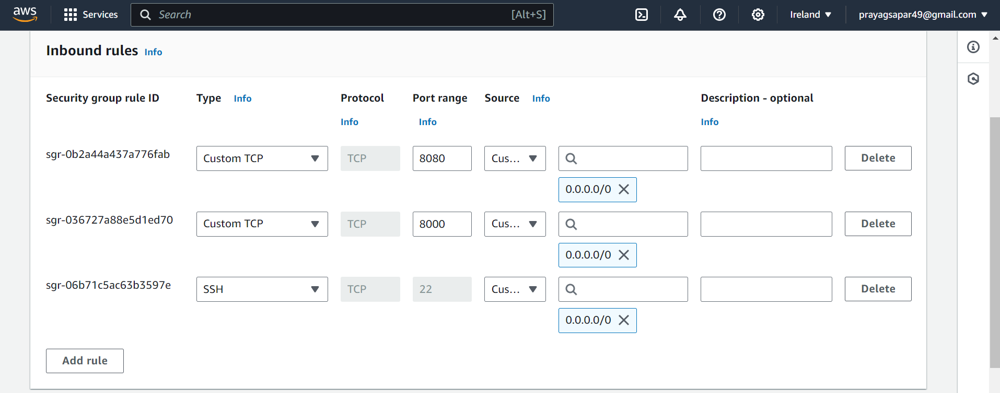 aws Services Search [Alt+S] Ireland prayagsapar49@gmail.com
Inbound rules Info
Security group rule ID Type Info Protocol Port range Source Info Description - optional
Info Info Info
sgr-0b2a44a437a776fab Custom TCP TCP 8080 Cus... Delete
0.0.0.0/0
sgr-036727a88e5d1ed70 Custom TCP TCP 8000 Cus... Delete
0.0.0.0/0
sgr-06b71c5ac63b3597e SSH TCP 22 Cus... Delete
0.0.0.0/0
Add rule